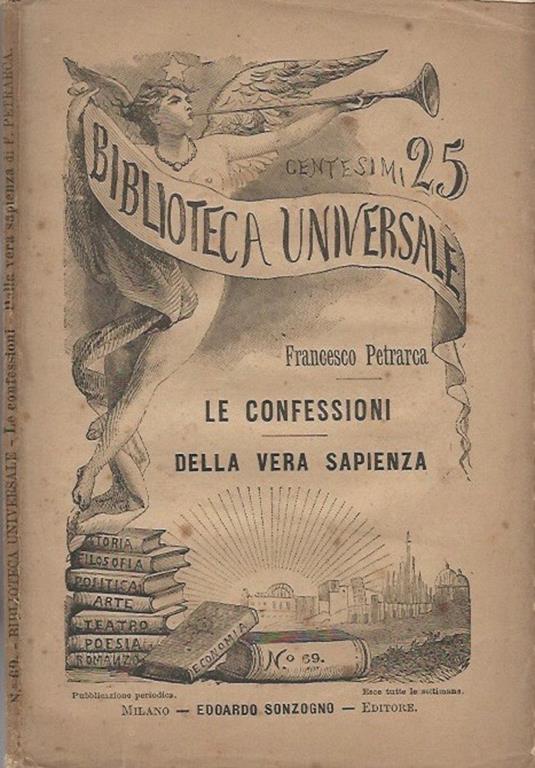 N. 69. - BIBLIOTECA UNIVERSALE - Le confessioni - Della vera sapienza di F. PETRARCA.
CENTESIMI 25
BIBLIOTECA UNIVERSALE
Francesco Petrarca
LE CONFESSIONI
DELLA VERA SAPIENZA
STORIA
FILOSOFIA
POLITICA
ARTE
TEATRO
POESIA
ROMANZO
ECONOMIA
No 69.
Pubblicazione periodica. Esce tutte le settimane.
MILANO — EDOARDO SONZOGNO — EDITORE.